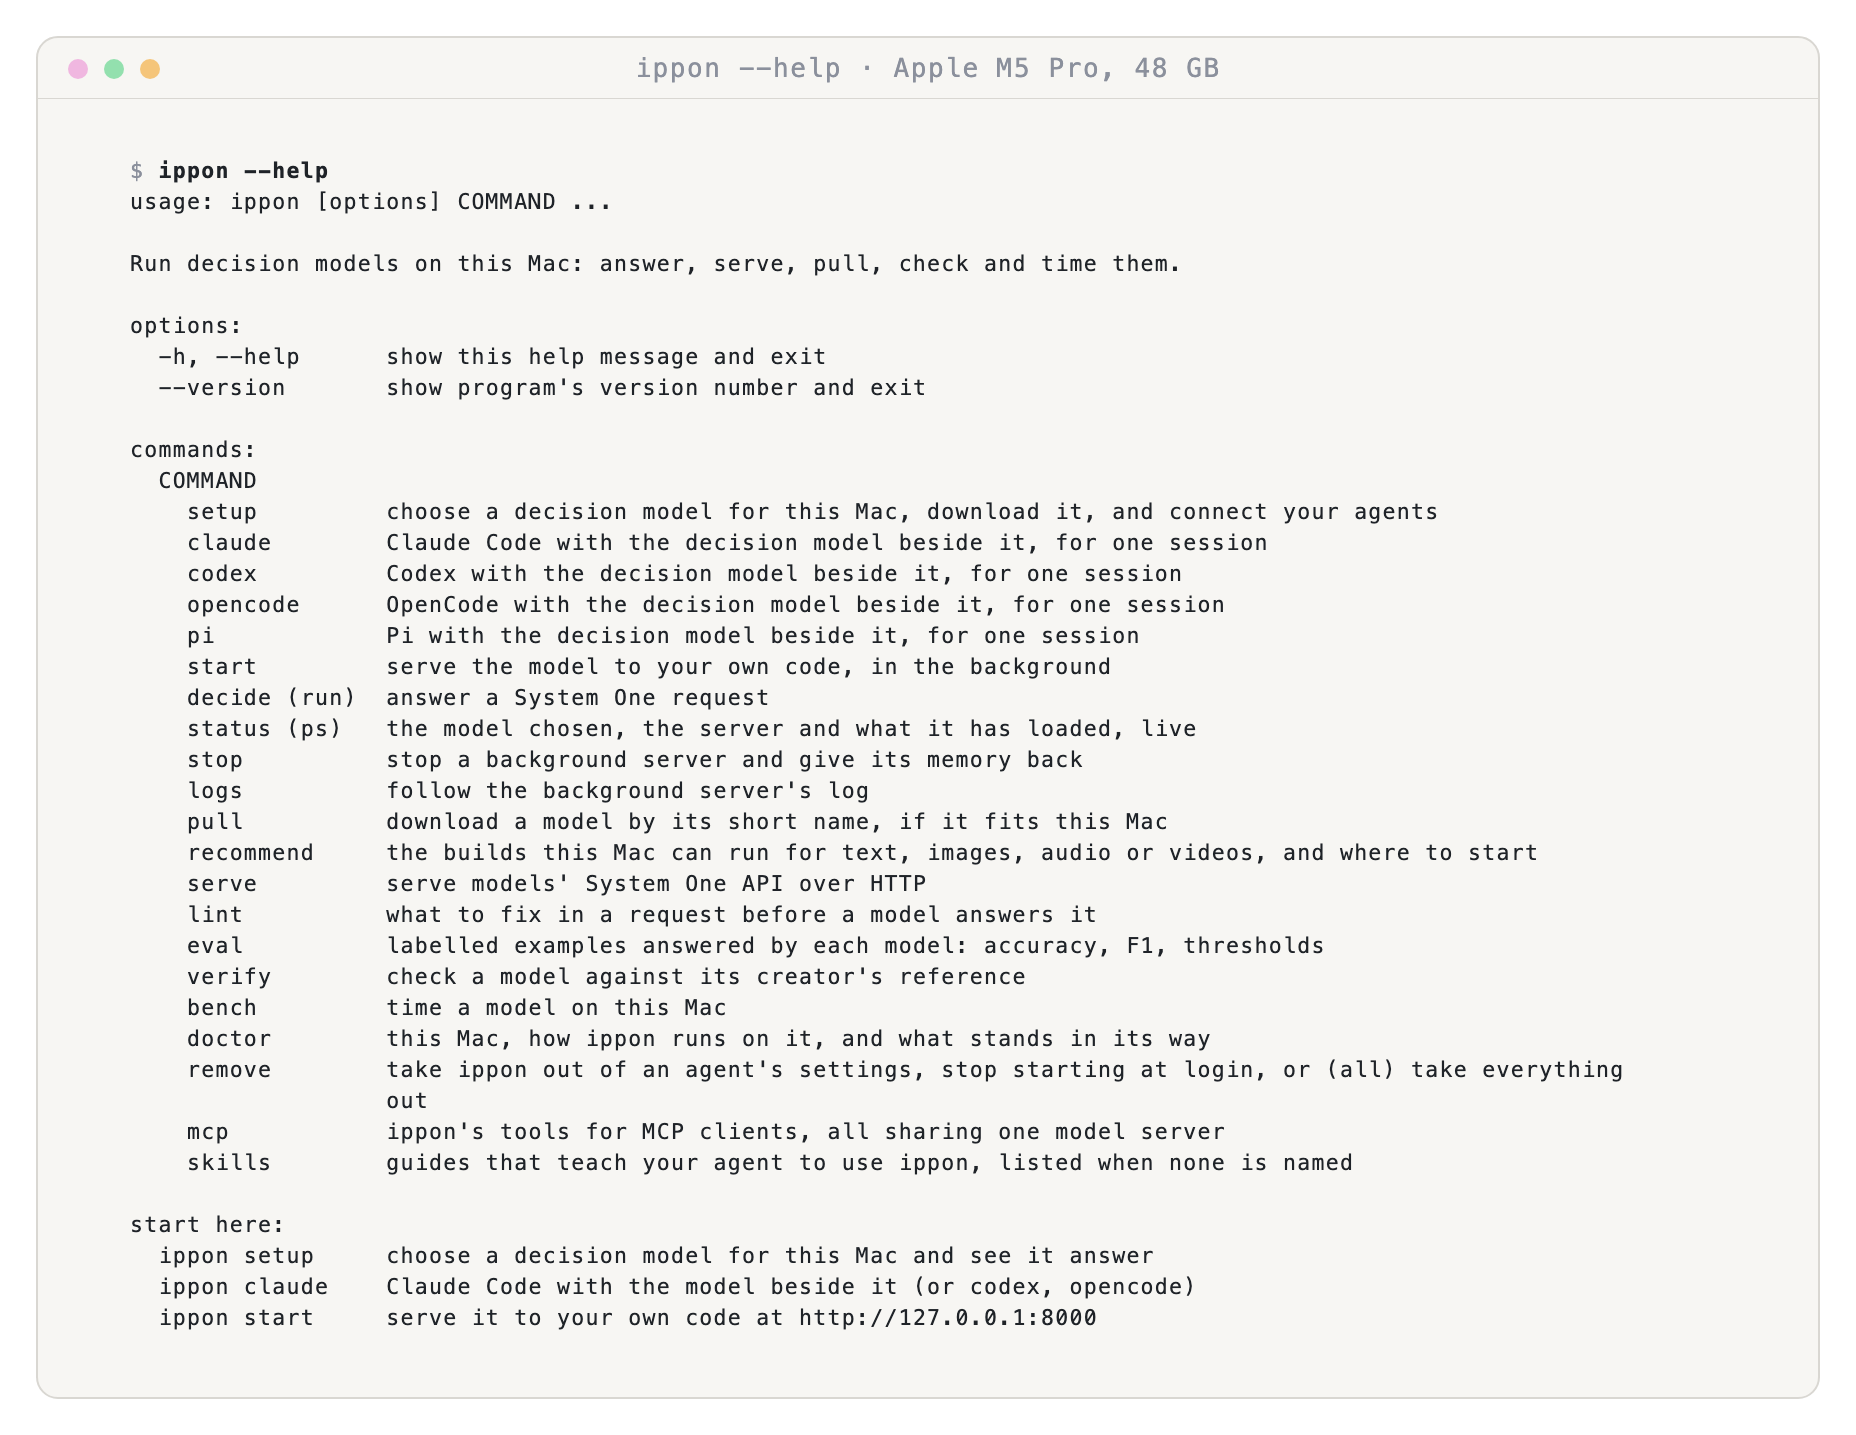 ippon --help · Apple M5 Pro, 48 GB
$ ippon --help
usage: ippon [options] COMMAND ...
Run decision models on this Mac: answer, serve, pull, check and time them.
options:
-h, --help show this help message and exit
--version show program's version number and exit
commands:
COMMAND
setup choose a decision model for this Mac, download it, and connect your agents
claude Claude Code with the decision model beside it, for one session
codex Codex with the decision model beside it, for one session
opencode OpenCode with the decision model beside it, for one session
pi Pi with the decision model beside it, for one session
start serve the model to your own code, in the background
decide (run) answer a System One request
status (ps) the model chosen, the server and what it has loaded, live
stop stop a background server and give its memory back
logs follow the background server's log
pull download a model by its short name, if it fits this Mac
recommend the builds this Mac can run for text, images, audio or videos, and where to start
serve serve models' System One API over HTTP
lint what to fix in a request before a model answers it
eval labelled examples answered by each model: accuracy, F1, thresholds
verify check a model against its creator's reference
bench time a model on this Mac
doctor this Mac, how ippon runs on it, and what stands in its way
remove take ippon out of an agent's settings, stop starting at login, or (all) take everything
out
mcp ippon's tools for MCP clients, all sharing one model server
skills guides that teach your agent to use ippon, listed when none is named
start here:
ippon setup choose a decision model for this Mac and see it answer
ippon claude Claude Code with the model beside it (or codex, opencode)
ippon start serve it to your own code at http://127.0.0.1:8000